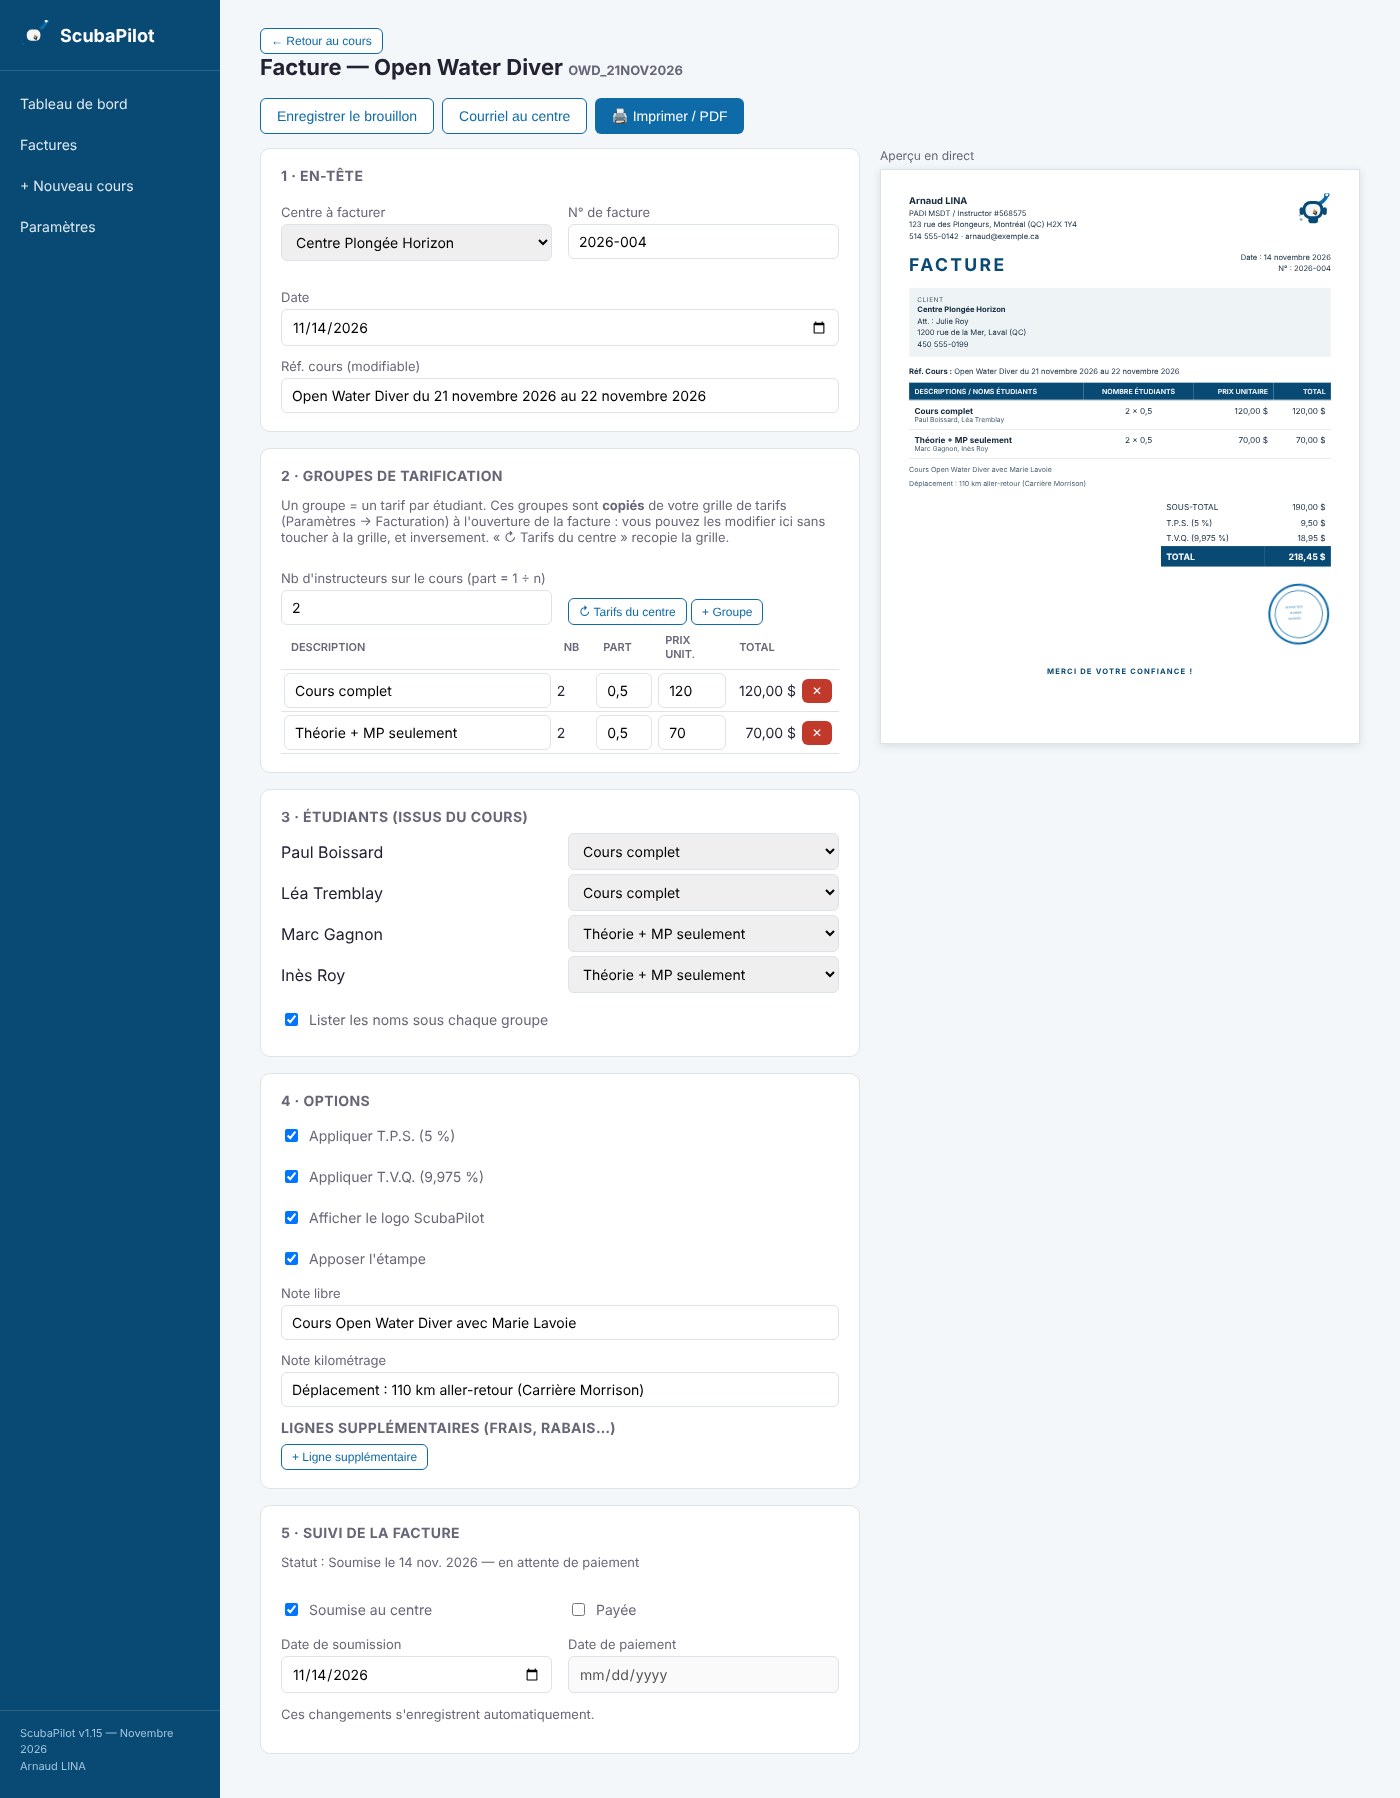 ScubaPilot
Tableau de bord
Factures
+ Nouveau cours
Paramètres
ScubaPilot v1.15 — Novembre
2026
Arnaud LINA
← Retour au cours
Facture — Open Water Diver OWD_21NOV2026
Enregistrer le brouillon
Courriel au centre
🖨️ Imprimer / PDF
1 · EN-TÊTE
Centre à facturer
N° de facture
Centre Plongée Horizon
2026-004
Date
11/14/2026
Réf. cours (modifiable)
Open Water Diver du 21 novembre 2026 au 22 novembre 2026
2 · GROUPES DE TARIFICATION
Un groupe = un tarif par étudiant. Ces groupes sont copiés de votre grille de tarifs
(Paramètres → Facturation) à l'ouverture de la facture : vous pouvez les modifier ici sans
toucher à la grille, et inversement. « ↻ Tarifs du centre » recopie la grille.
Nb d'instructeurs sur le cours (part = 1 ÷ n)
2
↻ Tarifs du centre
+ Groupe
DESCRIPTION NB PART PRIX UNIT. TOTAL
Cours complet 2 0,5 120 120,00 $ ×
Théorie + MP seulement 2 0,5 70 70,00 $ ×
3 · ÉTUDIANTS (ISSUS DU COURS)
Paul Boissard Cours complet
Léa Tremblay Cours complet
Marc Gagnon Théorie + MP seulement
Inès Roy Théorie + MP seulement
Lister les noms sous chaque groupe
4 · OPTIONS
Appliquer T.P.S. (5 %)
Appliquer T.V.Q. (9,975 %)
Afficher le logo ScubaPilot
Apposer l'étampe
Note libre
Cours Open Water Diver avec Marie Lavoie
Note kilométrage
Déplacement : 110 km aller-retour (Carrière Morrison)
LIGNES SUPPLÉMENTAIRES (FRAIS, RABAIS…)
+ Ligne supplémentaire
5 · SUIVI DE LA FACTURE
Statut : Soumise le 14 nov. 2026 — en attente de paiement
Soumise au centre
Payée
Date de soumission
Date de paiement
11/14/2026
mm/dd/yyyy
Ces changements s'enregistrent automatiquement.
Aperçu en direct
Arnaud LINA
PADI MSDT / Instructor #568575
123 rue des Plongeurs, Montréal (QC) H2X 1Y4
514 555-0142 · arnaud@exemple.ca
FACTURE
Date : 14 novembre 2026
N° : 2026-004
CLIENT
Centre Plongée Horizon
Att. : Julie Roy
1200 rue de la Mer, Laval (QC)
450 555-0199
Réf. Cours : Open Water Diver du 21 novembre 2026 au 22 novembre 2026
DESCRIPTIONS / NOMS ÉTUDIANTS NOMBRE ÉTUDIANTS PRIX UNITAIRE TOTAL
Cours complet 2 × 0,5 120,00 $ 120,00 $
Paul Boissard, Léa Tremblay
Théorie + MP seulement 2 × 0,5 70,00 $ 70,00 $
Marc Gagnon, Inès Roy
Cours Open Water Diver avec Marie Lavoie
Déplacement : 110 km aller-retour (Carrière Morrison)
SOUS-TOTAL 190,00 $
T.P.S. (5 %) 9,50 $
T.V.Q. (9,975 %) 18,95 $
TOTAL 218,45 $
MERCI DE VOTRE CONFIANCE !